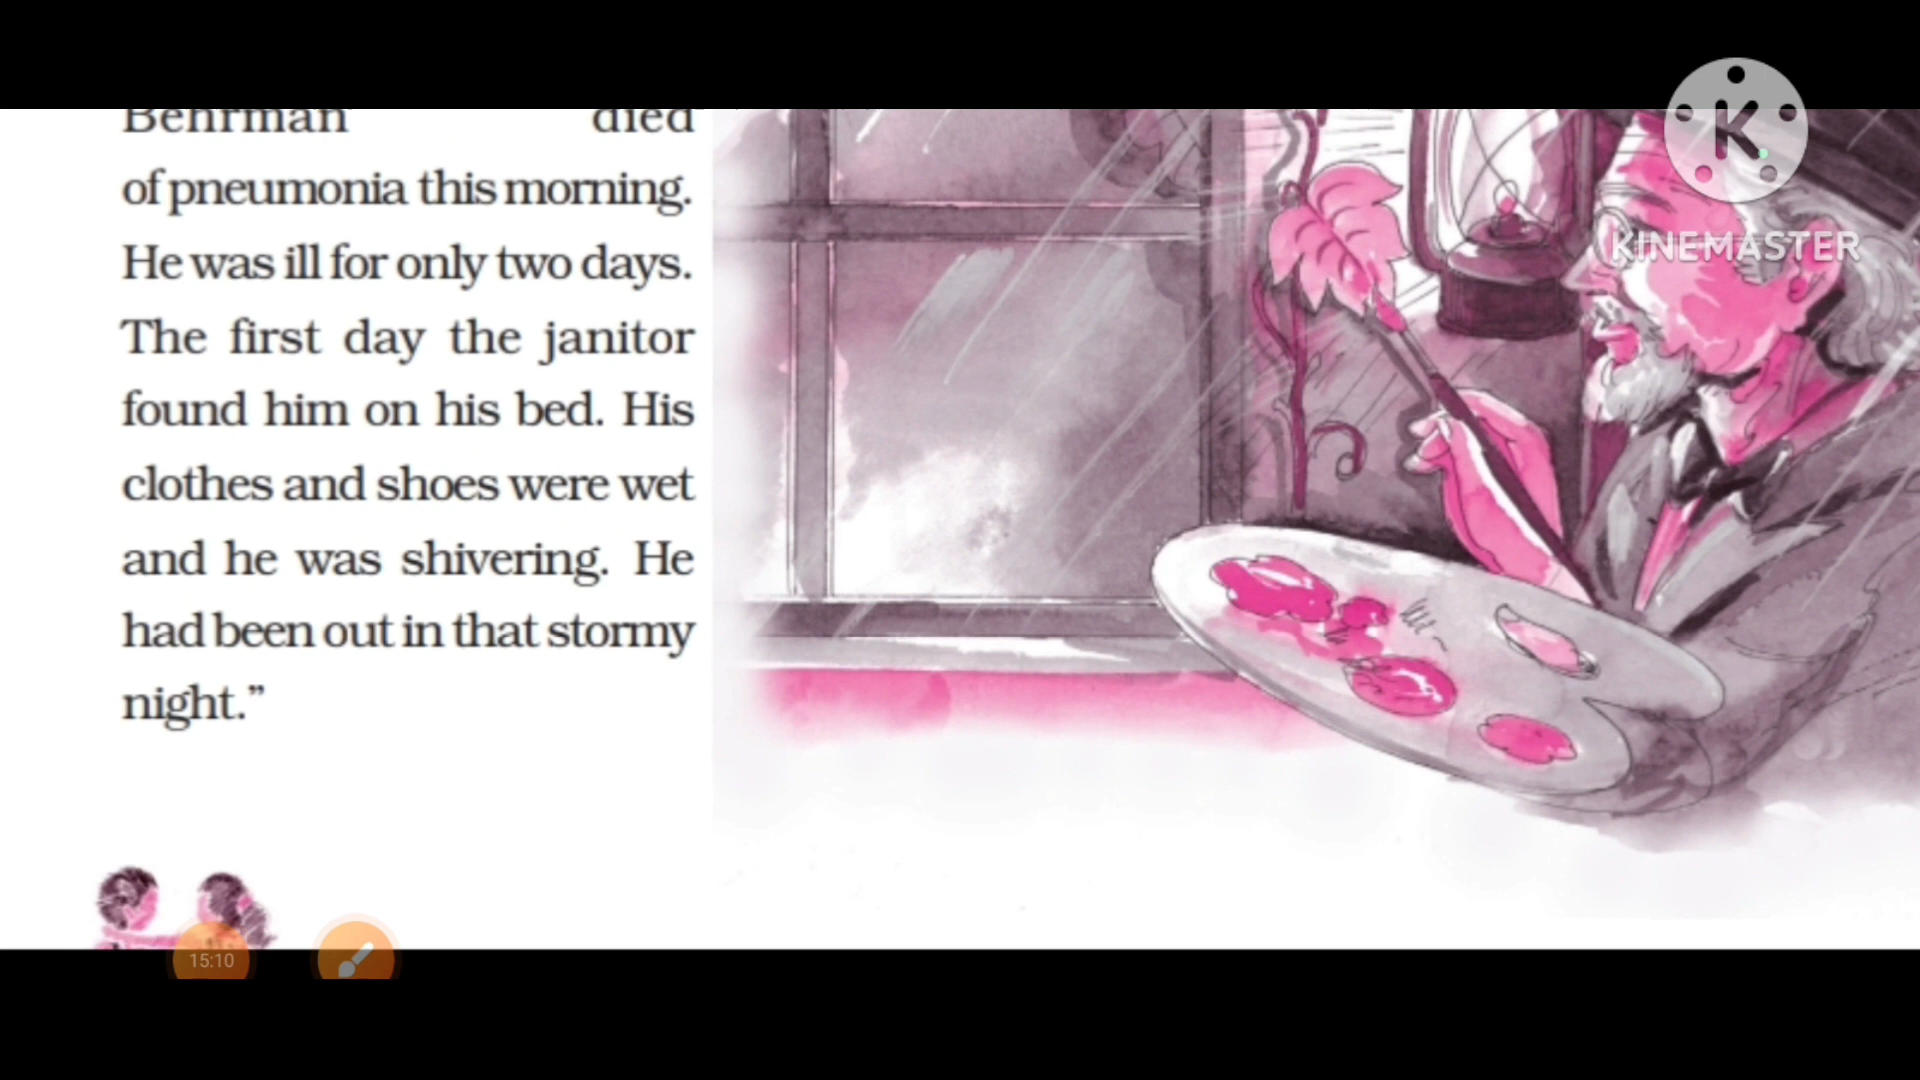 Behrman died
of pneumonia this morning.
He was ill for only two days.
The first day the janitor
found him on his bed. His
clothes and shoes were wet
and he was shivering. He
had been out in that stormy
night.”
K
KINEMASTER
15:10